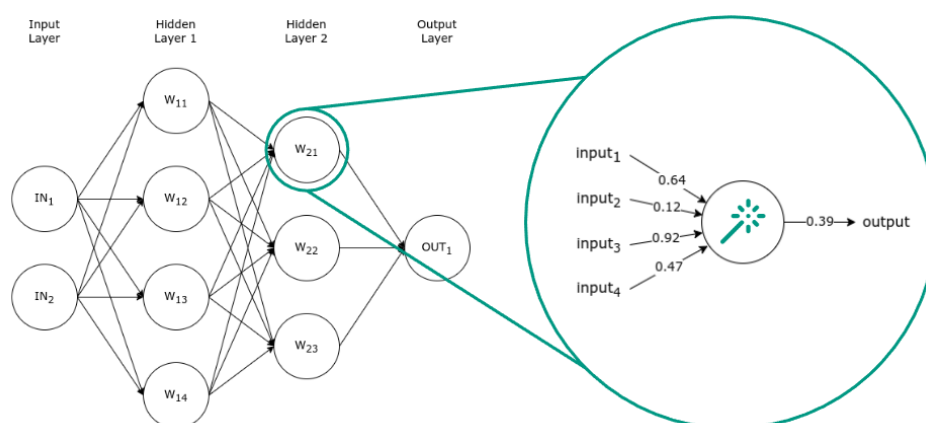 Input
Layer
Hidden
Layer 1
Hidden
Layer 2
Output
Layer
IN1
IN2
W11
W12
W13
W14
W21
W22
W23
OUT1
input1
0.64
input2
0.12
input3
0.92
input4
0.47
0.39
output